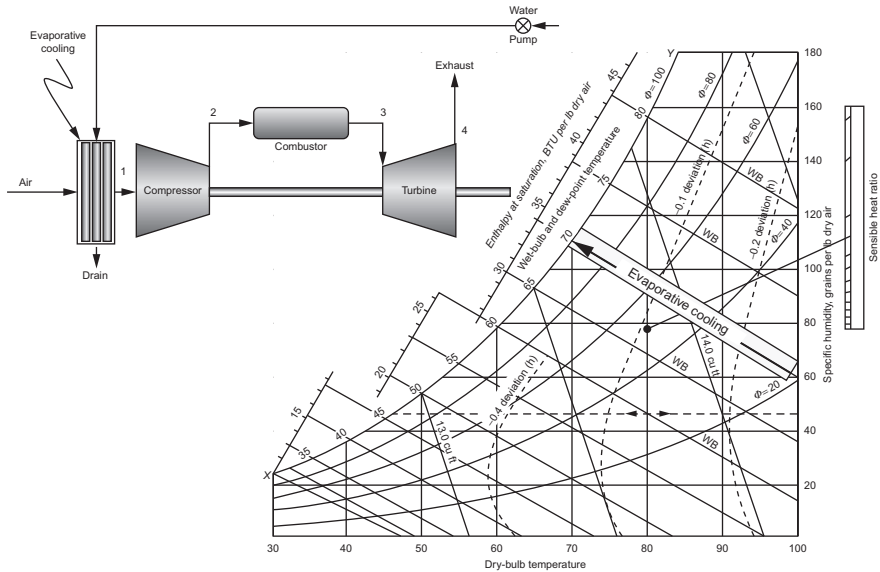 Water
Pump
Evaporative
cooling
Exhaust
2
3
4
1
Combustor
Air
Compressor
Turbine
Drain
Enthalpy at saturation, BTU per lb dry air
Wet-bulb and dew-point temperature
15
20
25
30
35
40
45
X
Y
35
40
45
50
55
60
65
70
75
80
Φ=100
Φ=80
Φ=60
Φ=40
Φ=20
–0.1 deviation (h)
–0.2 deviation (h)
–0.4 deviation (h)
WB
WB
WB
WB
Evaporative cooling
13.0 cu ft
14.0 cu ft
180
160
140
120
100
80
60
40
20
Specific humidity, grains per lb dry air
Sensible heat ratio
30
40
50
60
70
80
90
100
Dry-bulb temperature